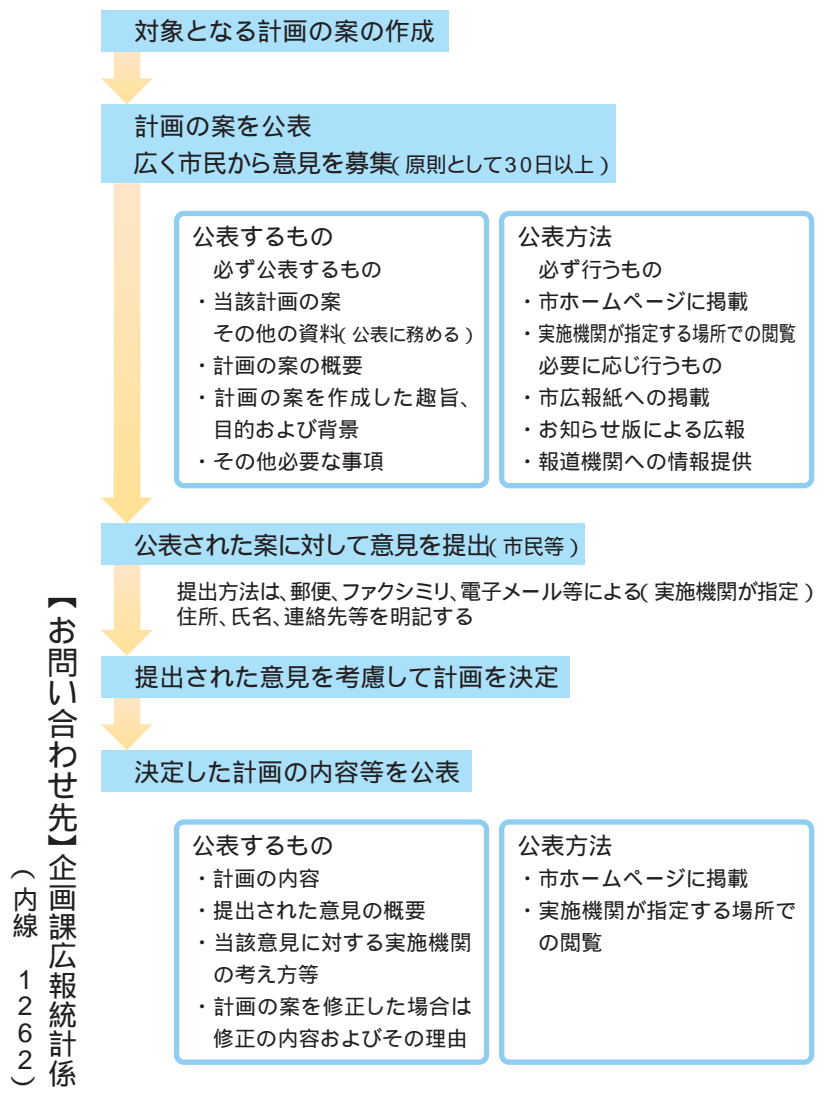 対象となる計画の案の作成
計画の案を公表
広く市民から意見を募集(原則として30日以上)
公表するもの
必ず公表するもの
・当該計画の案
その他の資料(公表に務める)
・計画の案の概要
・計画の案を作成した趣旨、
目的および背景
・その他必要な事項
公表方法
必ず行うもの
・市ホームページに掲載
・実施機関が指定する場所での閲覧
必要に応じ行うもの
・市広報紙への掲載
・お知らせ版による広報
・報道機関への情報提供
公表された案に対して意見を提出(市民等)
提出方法は、郵便、ファクシミリ、電子メール等による(実施機関が指定)
住所、氏名、連絡先等を明記する
提出された意見を考慮して計画を決定
決定した計画の内容等を公表
公表するもの
・計画の内容
・提出された意見の概要
・当該意見に対する実施機関
の考え方等
・計画の案を修正した場合は
修正の内容およびその理由
公表方法
・市ホームページに掲載
・実施機関が指定する場所で
の閲覧
【お問い合わせ先】企画課広報統計係
(内線 1262)